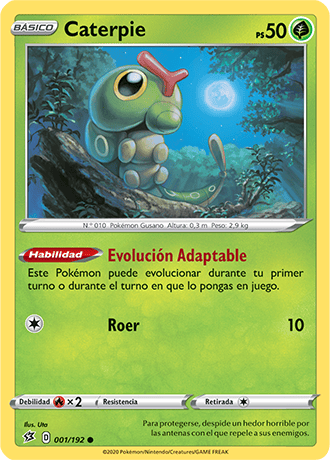 BÁSICO Caterpie PS50
N.º 010 Pokémon Gusano Altura: 0,3 m Peso: 2,9 kg
Habilidad Evolución Adaptable
Este Pokémon puede evolucionar durante tu primer
turno o durante el turno en que lo pongas en juego.
Roer 10
Debilidad ×2 Resistencia Retirada
Ilus. Uta
D 001/192
Para protegerse, despide un hedor horrible por
las antenas con el que repele a sus enemigos.
©2020 Pokémon/Nintendo/Creatures/GAME FREAK